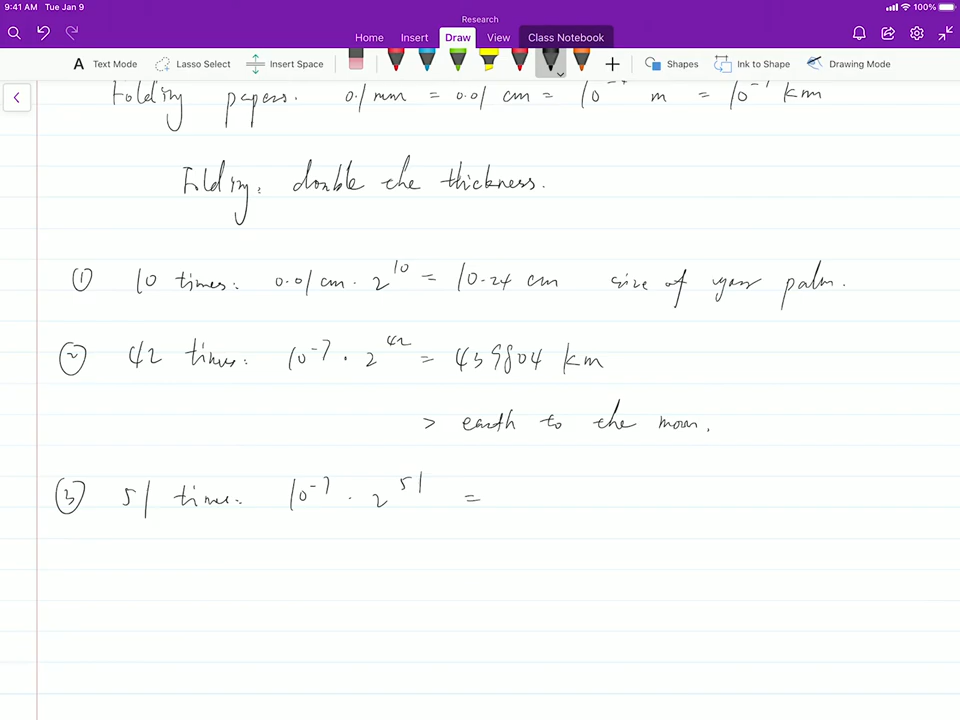 9:41 AM Tue Jan 9
100%
Research
Home Insert Draw View Class Notebook
Text Mode Lasso Select Insert Space Shapes Ink to Shape Drawing Mode
Folding papers. 0.1 mm = 0.01 cm = 10 m = 10 km
Folding: double the thickness.
① 10 times: 0.01 cm · 2^10 = 10.24 cm size of your palm.
② 42 times: 10^-7 · 2^42 = 439804 km
> earth to the moon.
③ 51 times: 10^-7 · 2^51 =